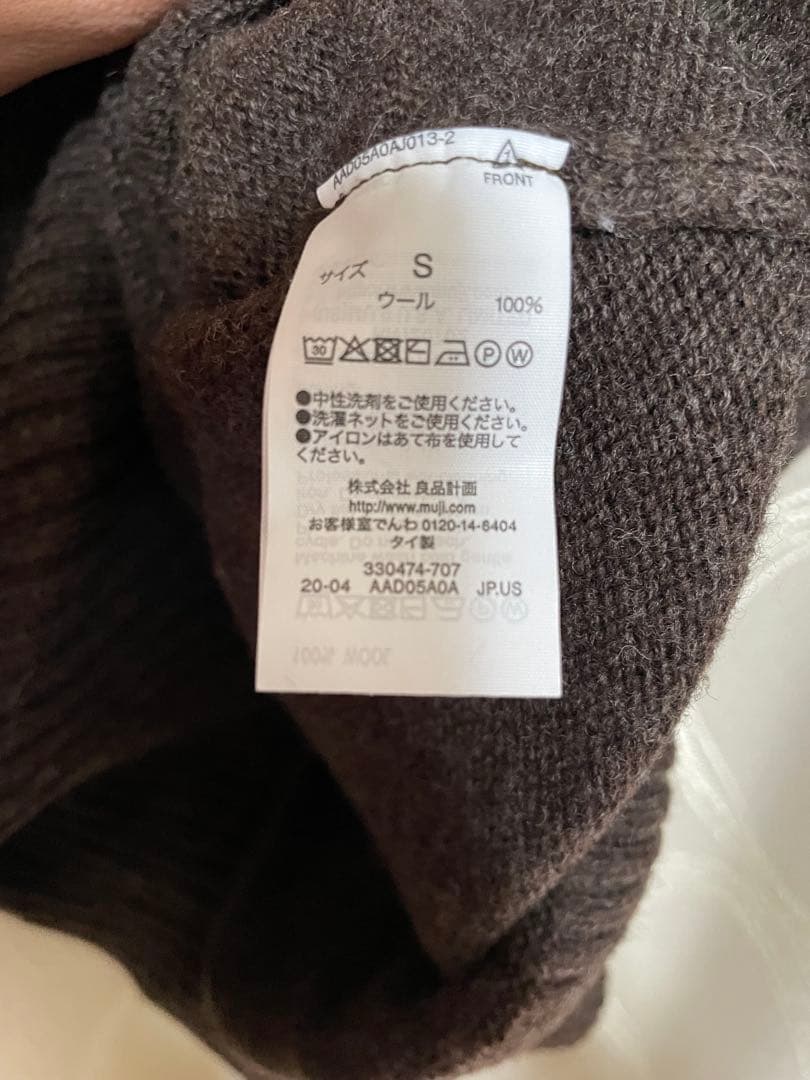 AAD05A0AJ013-2
1
FRONT
サイズ S
ウール 100%
30 P W
●中性洗剤をご使用ください。
●洗濯ネットをご使用ください。
●アイロンはあて布を使用して
ください。
株式会社 良品計画
http://www.muji.com
お客様室でんわ 0120-14-6404
タイ製
330474-707
20-04 AAD05A0A JP.US